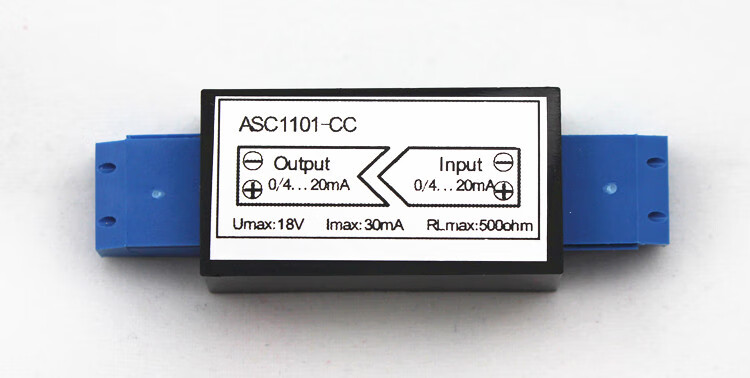 ASC1101-CC
⊖ Output Input ⊖
⊕ 0/4...20mA 0/4...20mA ⊕
Umax:18V Imax:30mA RLmax:500ohm